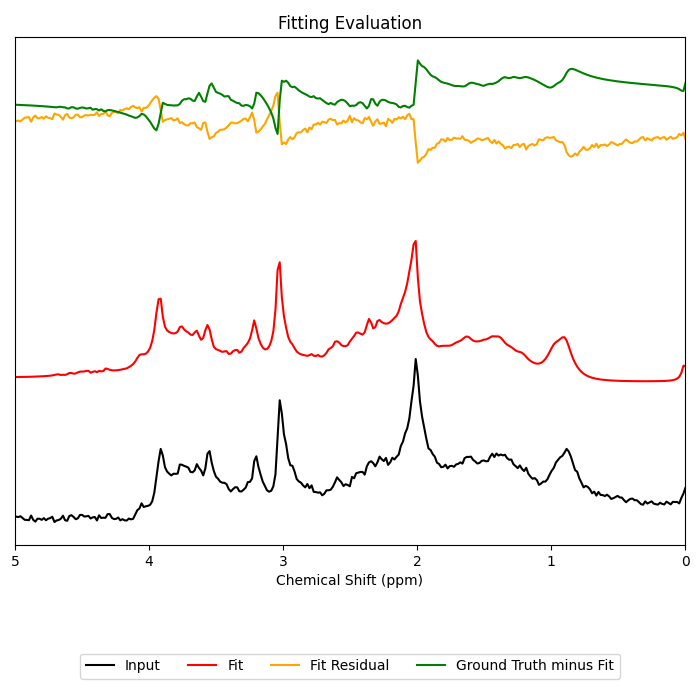 Fitting Evaluation
5 4 3 2 1 0
Chemical Shift (ppm)
Input Fit Fit Residual Ground Truth minus Fit